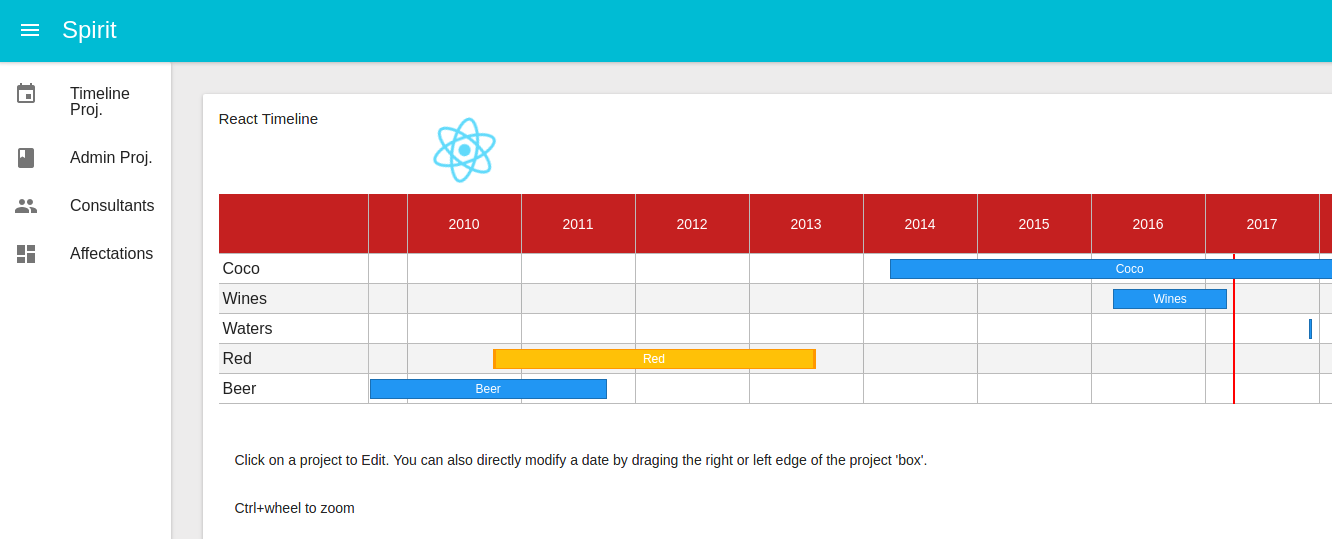 Spirit
Timeline
Proj.
Admin Proj.
Consultants
Affectations
React Timeline
2010 2011 2012 2013 2014 2015 2016 2017
Coco Coco
Wines Wines
Waters
Red Red
Beer Beer
Click on a project to Edit. You can also directly modify a date by draging the right or left edge of the project 'box'.
Ctrl+wheel to zoom